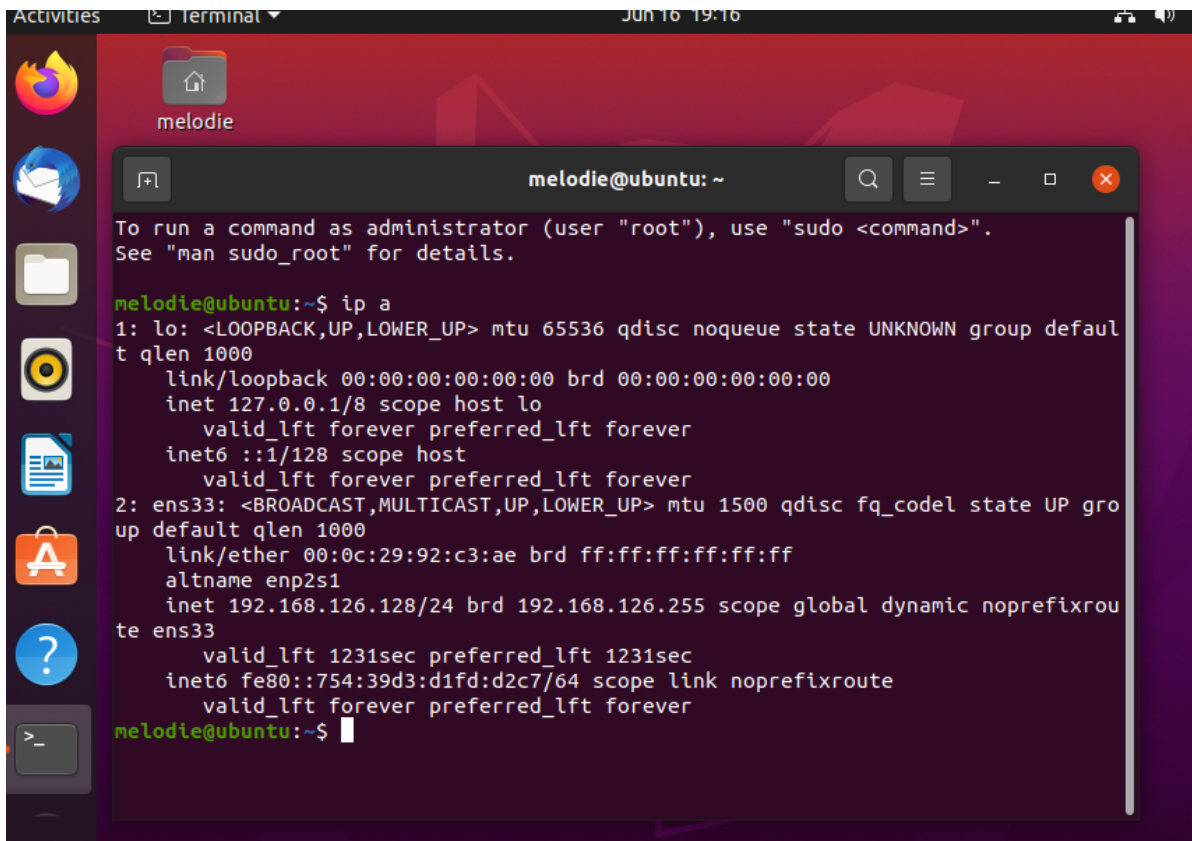 Activities Terminal Jun 16 19:16
melodie
melodie@ubuntu: ~
To run a command as administrator (user "root"), use "sudo <command>".
See "man sudo_root" for details.
melodie@ubuntu:~$ ip a
1: lo: <LOOPBACK,UP,LOWER_UP> mtu 65536 qdisc noqueue state UNKNOWN group defaul
t qlen 1000
    link/loopback 00:00:00:00:00:00 brd 00:00:00:00:00:00
    inet 127.0.0.1/8 scope host lo
       valid_lft forever preferred_lft forever
    inet6 ::1/128 scope host
       valid_lft forever preferred_lft forever
2: ens33: <BROADCAST,MULTICAST,UP,LOWER_UP> mtu 1500 qdisc fq_codel state UP gro
up default qlen 1000
    link/ether 00:0c:29:92:c3:ae brd ff:ff:ff:ff:ff:ff
    altname enp2s1
    inet 192.168.126.128/24 brd 192.168.126.255 scope global dynamic noprefixrou
te ens33
       valid_lft 1231sec preferred_lft 1231sec
    inet6 fe80::754:39d3:d1fd:d2c7/64 scope link noprefixroute
       valid_lft forever preferred_lft forever
melodie@ubuntu:~$